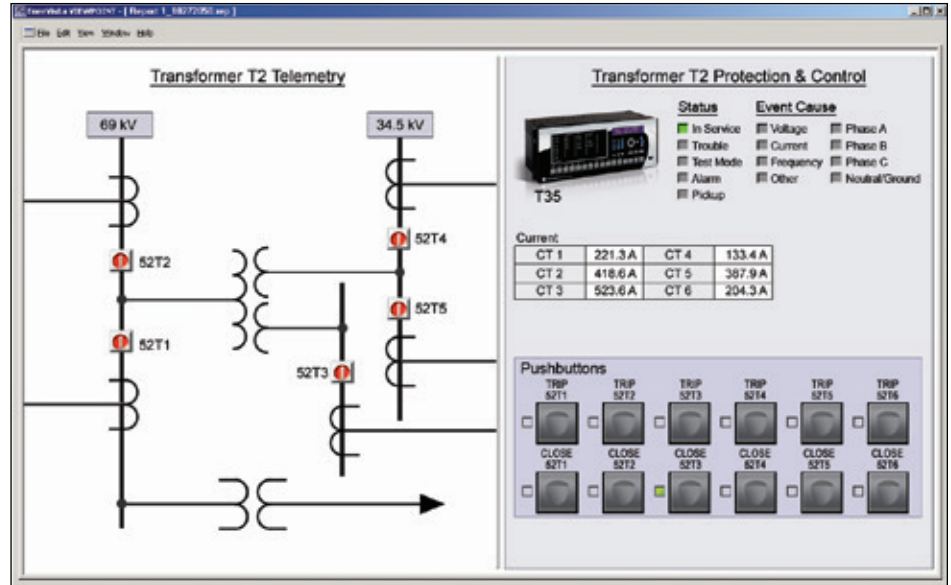 EnerVista VIEWPOINT - [ Report 1_
File Edit View Window Help
Transformer T2 Telemetry
69 kV
34.5 kV
52T4
52T2
52T5
52T1
52T3
Transformer T2 Protection & Control
Status Event Cause
In Service Voltage Phase A
Trouble Current Phase B
Test Mode Frequency Phase C
Alarm Other Neutral/Ground
Pickup
T35
Current
CT 1 221.3 A CT 4 133.4 A
CT 2 418.6 A CT 5 387.9 A
CT 3 523.6 A CT 6 204.3 A
Pushbuttons
TRIP TRIP TRIP TRIP TRIP TRIP
52T1 52T2 52T3 52T4 52T5 52T6
CLOSE CLOSE CLOSE CLOSE CLOSE CLOSE
52T1 52T2 52T3 52T4 52T5 52T6